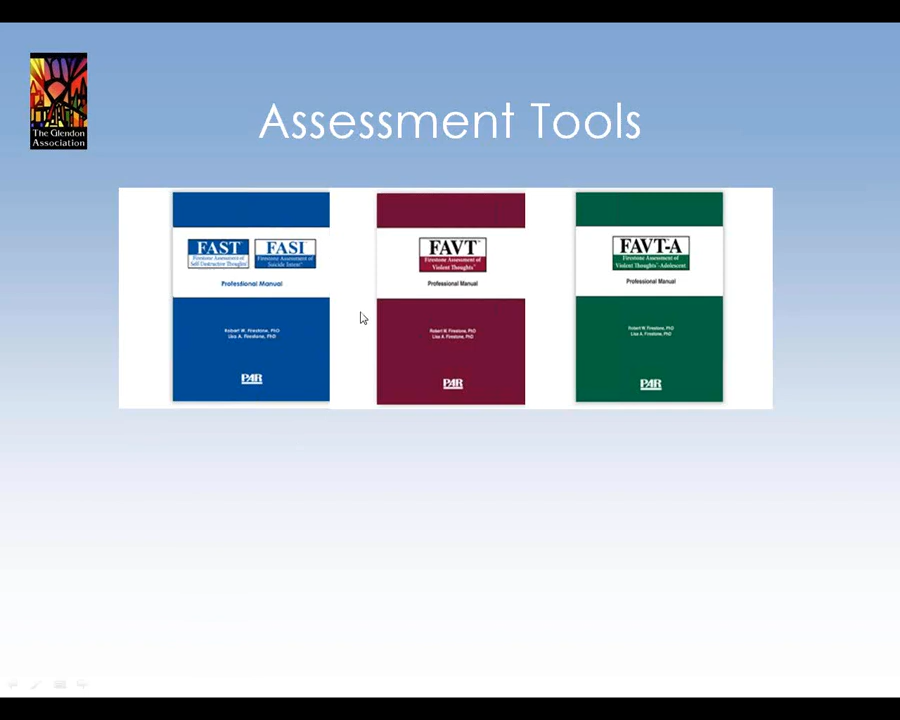 The Glendon
Association
Assessment Tools
FAST
Firestone Assessment of
Self Destructive Thoughts
FASI
Firestone Assessment of
Suicide Intent
Professional Manual
Robert W. Firestone, PhD
Lisa A. Firestone, PhD
PAR
FAVT
Firestone Assessment of
Violent Thoughts
Professional Manual
Robert W. Firestone, PhD
Lisa A. Firestone, PhD
PAR
FAVT-A
Firestone Assessment of
Violent Thoughts-Adolescent
Professional Manual
Robert W. Firestone, PhD
Lisa A. Firestone, PhD
PAR